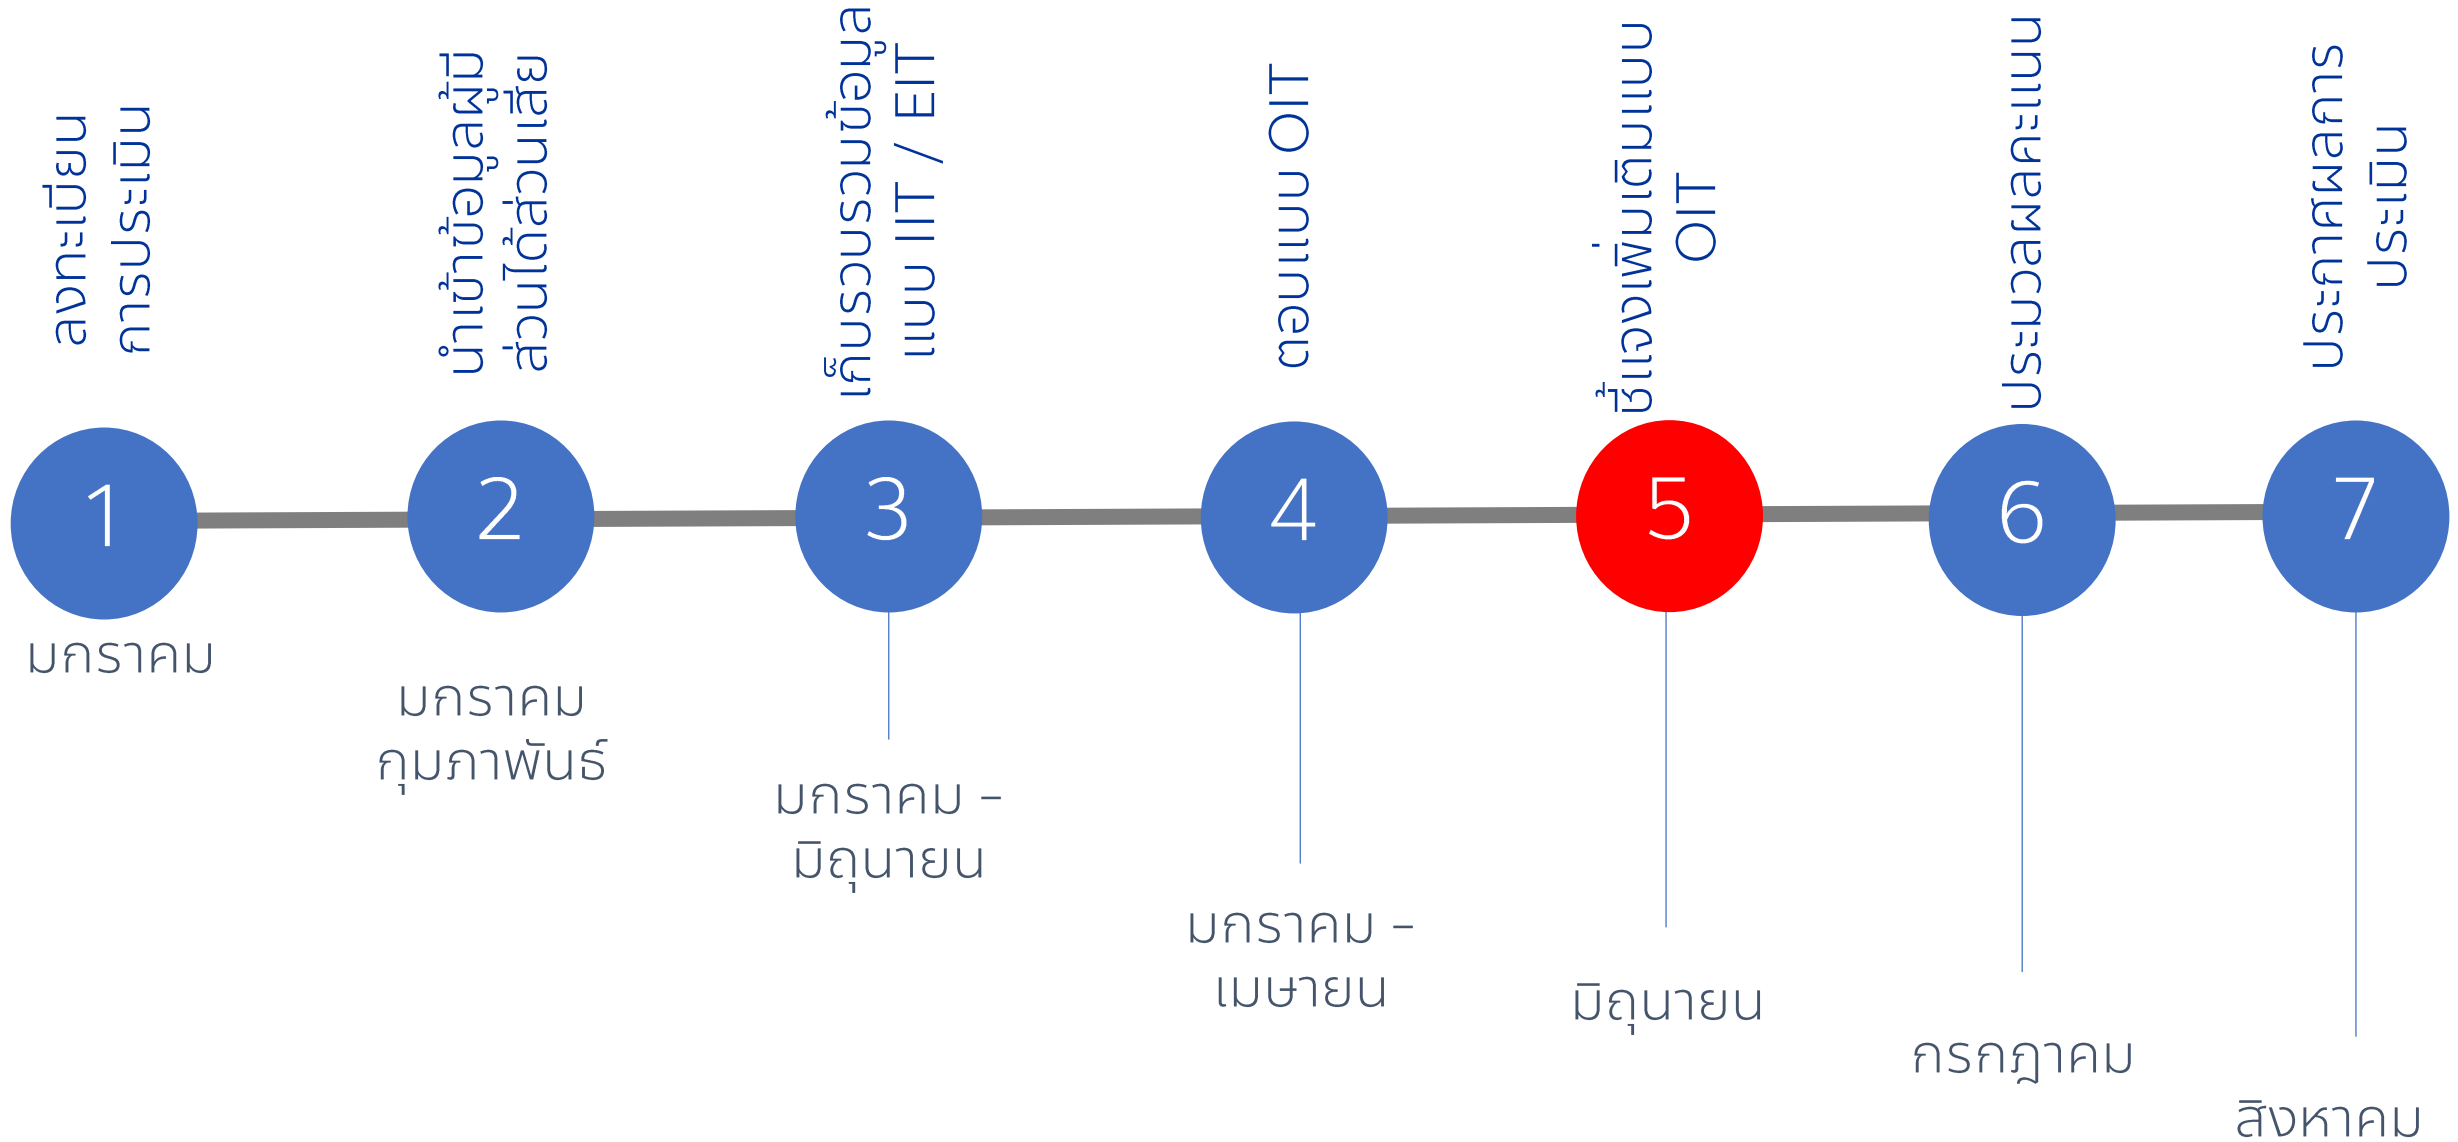 ลงทะเบียน
การประเมิน
นำเข้าข้อมูลผู้มี
ส่วนได้ส่วนเสีย
เก็บรวบรวมข้อมูล
แบบ IIT / EIT
ตอบแบบ OIT
ชี้แจงเพิ่มเติมแบบ
OIT
ประมวลผลคะแนน
ประกาศผลการ
ประเมิน
1
2
3
4
5
6
7
มกราคม
มกราคม
กุมภาพันธ์
มกราคม –
มิถุนายน
มกราคม –
เมษายน
มิถุนายน
กรกฎาคม
สิงหาคม